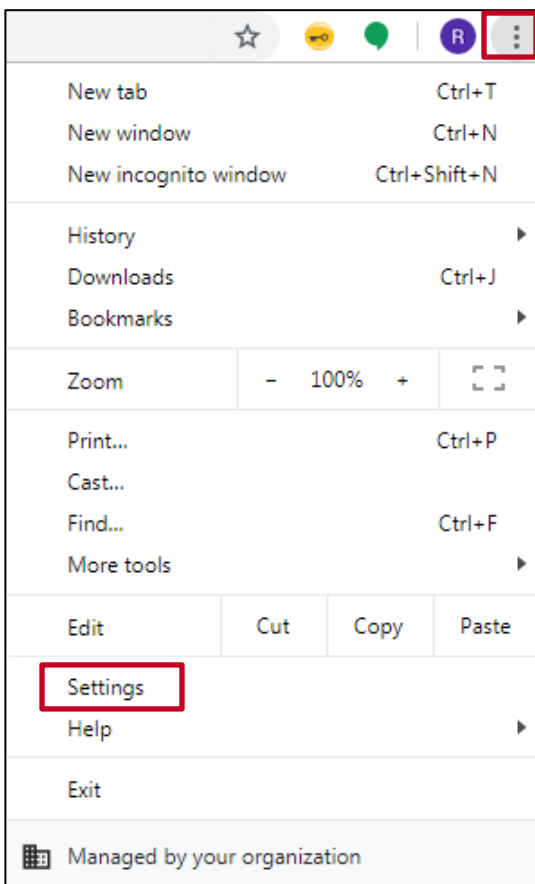 R
New tab Ctrl+T
New window Ctrl+N
New incognito window Ctrl+Shift+N
History
Downloads Ctrl+J
Bookmarks
Zoom - 100% +
Print... Ctrl+P
Cast...
Find... Ctrl+F
More tools
Edit Cut Copy Paste
Settings
Help
Exit
Managed by your organization